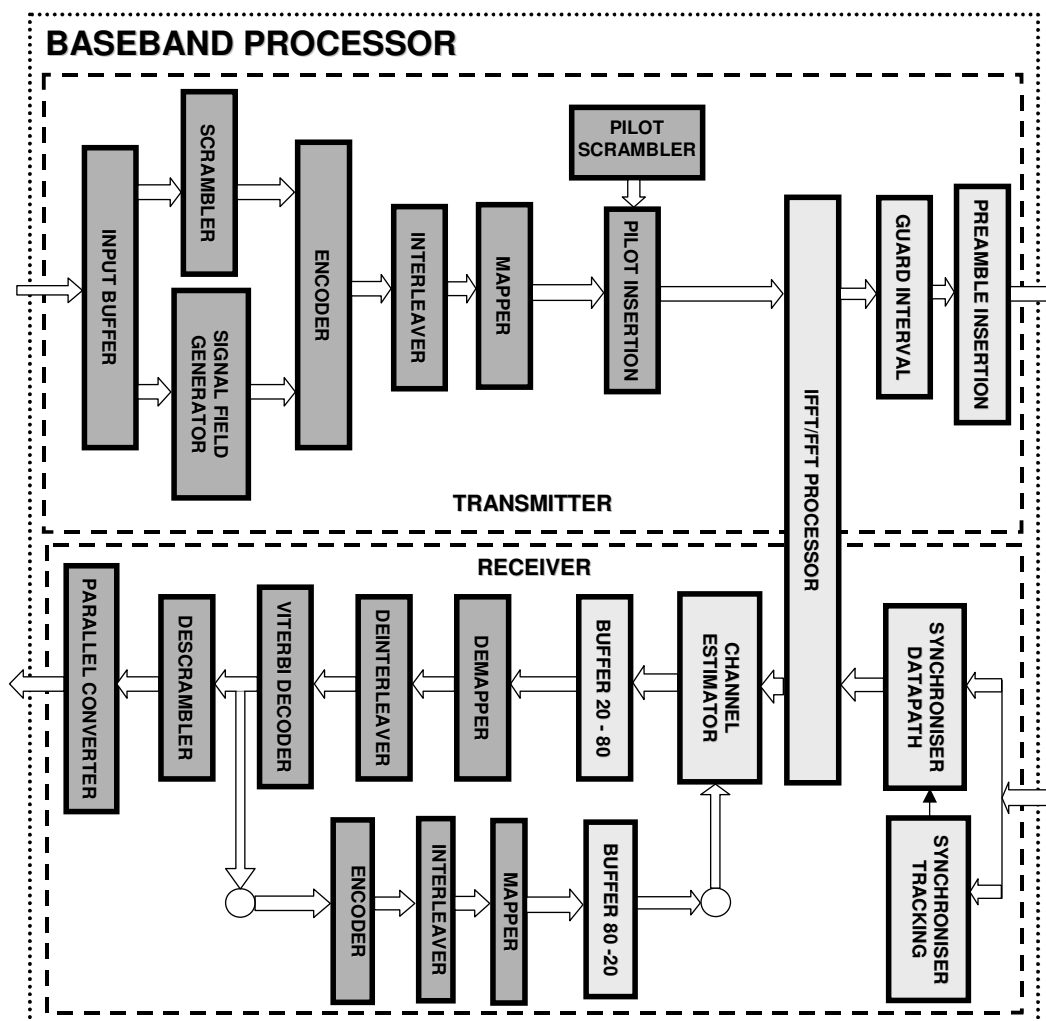 BASEBAND PROCESSOR
INPUT BUFFER
SCRAMBLER
SIGNAL FIELD
GENERATOR
ENCODER
INTERLEAVER
MAPPER
PILOT
SCRAMBLER
PILOT INSERTION
IFFT/FFT PROCESSOR
GUARD INTERVAL
PREAMBLE INSERTION
TRANSMITTER
RECEIVER
PARALLEL CONVERTER
DESCRAMBLER
VITERBI DECODER
DEINTERLEAVER
DEMAPPER
BUFFER 20 - 80
CHANNEL
ESTIMATOR
SYNCHRONISER
DATAPATH
ENCODER
INTERLEAVER
MAPPER
BUFFER 80 -20
SYNCHRONISER
TRACKING